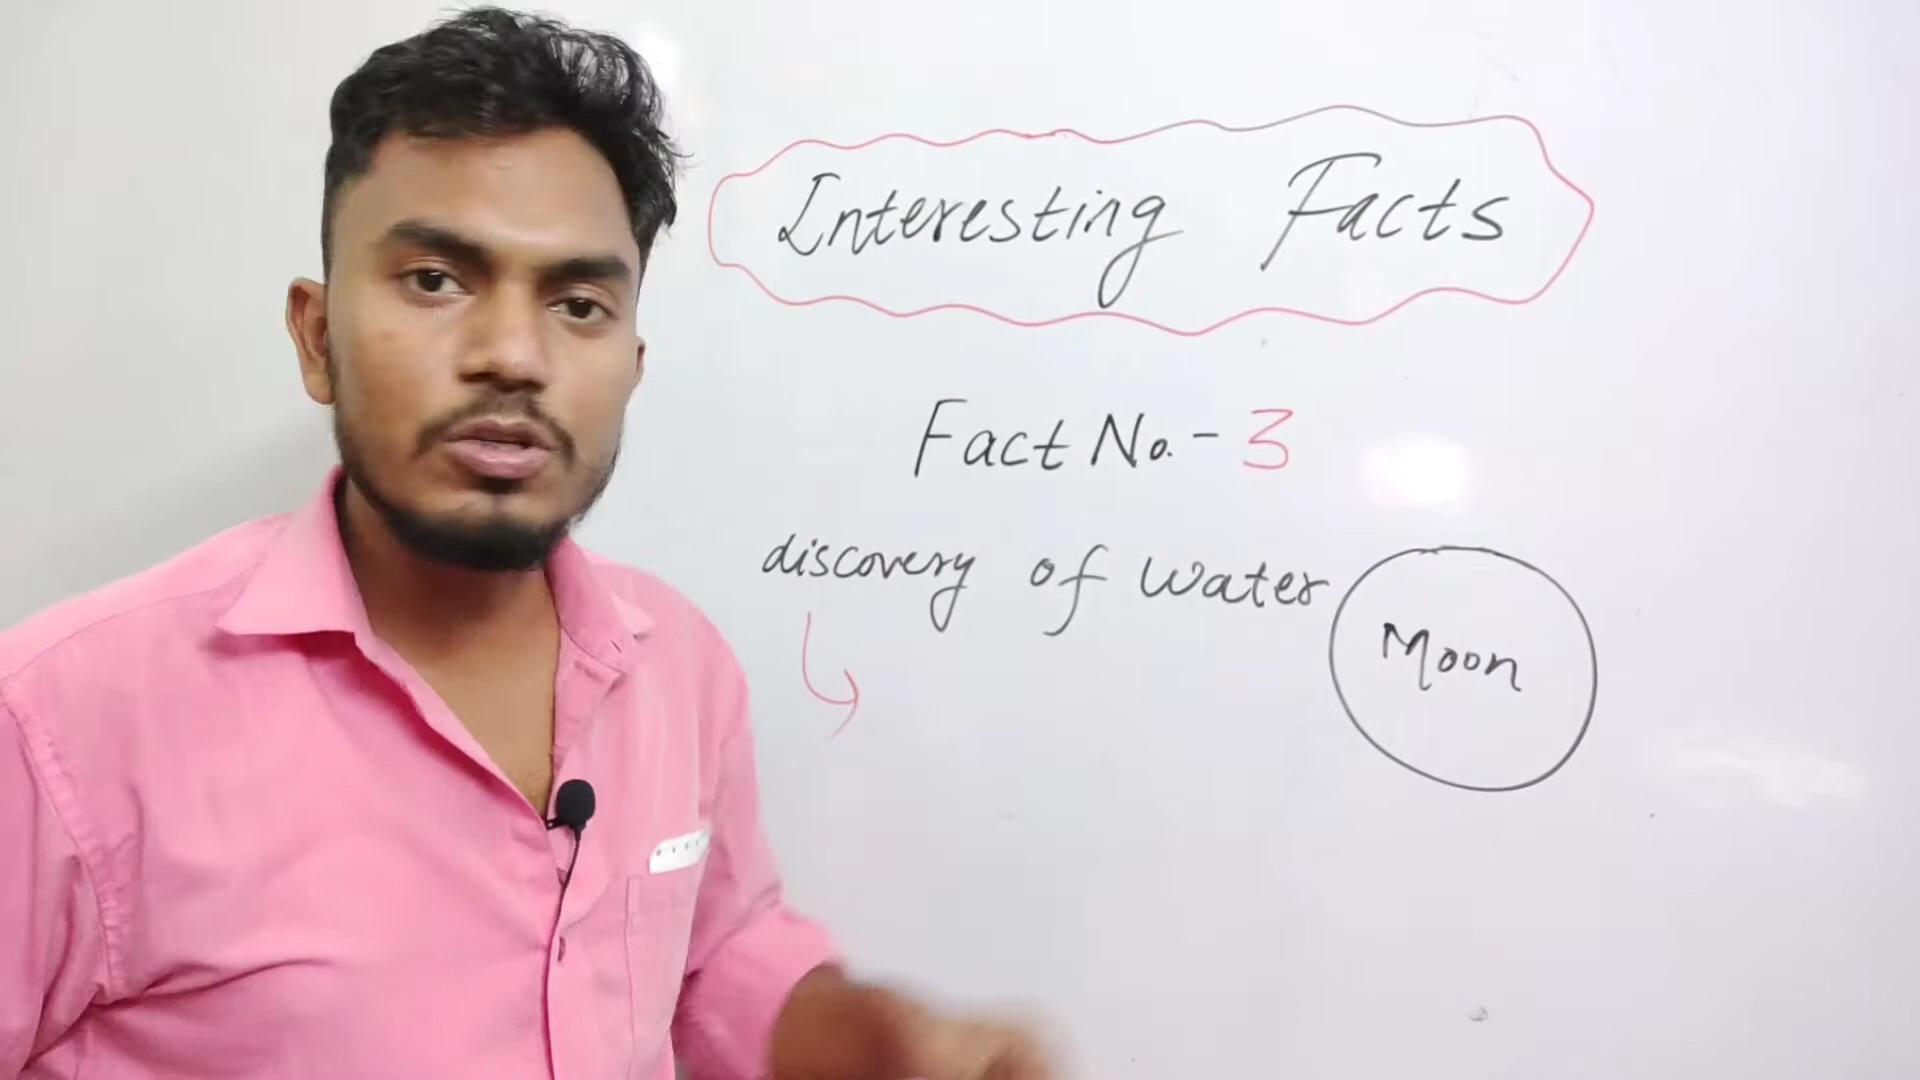 Interesting Facts
Fact No.- 3
discovery of water
Moon